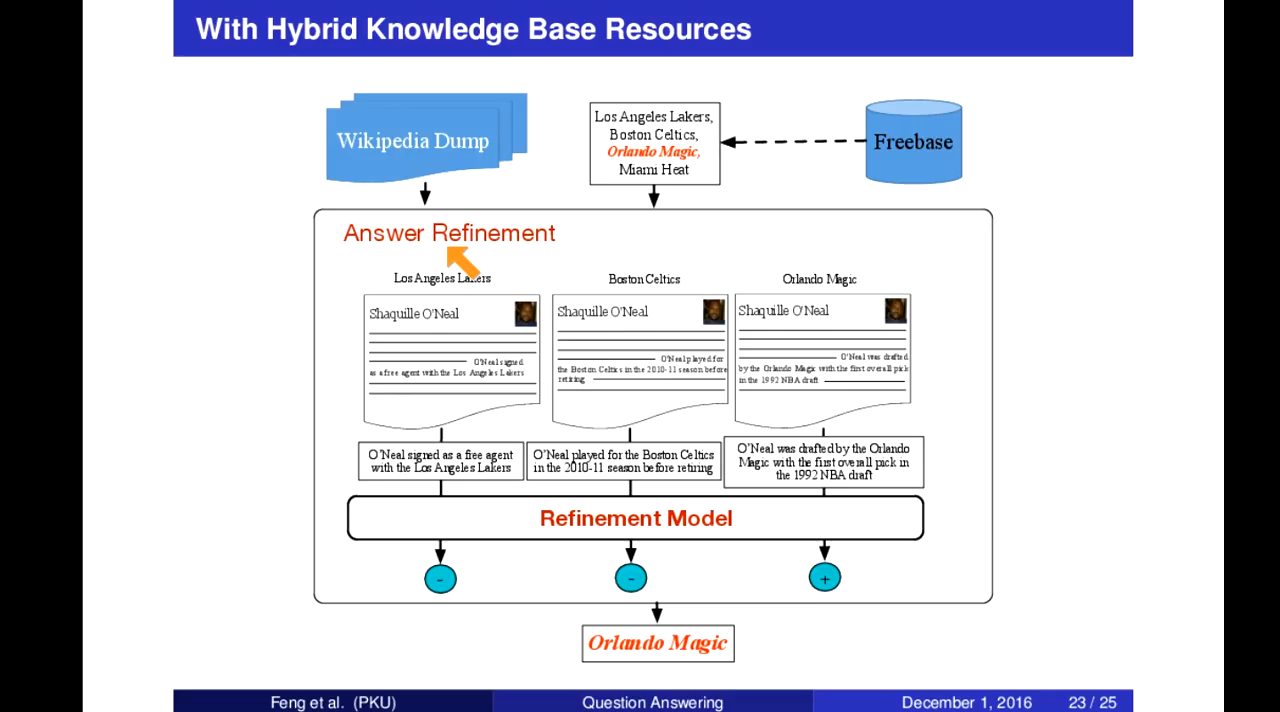 With Hybrid Knowledge Base Resources
Wikipedia Dump
Los Angeles Lakers,
Boston Celtics,
Orlando Magic,
Miami Heat
Freebase
Answer Refinement
Los Angeles Lakers
Shaquille O'Neal
O'Neal signed
as a free agent with the Los Angeles Lakers
Boston Celtics
Shaquille O'Neal
O'Neal played for
the Boston Celtics in the 2010-11 season before
retiring
Orlando Magic
Shaquille O'Neal
O'Neal was drafted
by the Orlando Magic with the first overall pick
in the 1992 NBA draft
O'Neal signed as a free agent
with the Los Angeles Lakers
O'Neal played for the Boston Celtics
in the 2010-11 season before retiring
O'Neal was drafted by the Orlando
Magic with the first overall pick in
the 1992 NBA draft
Refinement Model
-
-
+
Orlando Magic
Feng et al. (PKU)
Question Answering
December 1, 2016
23 / 25